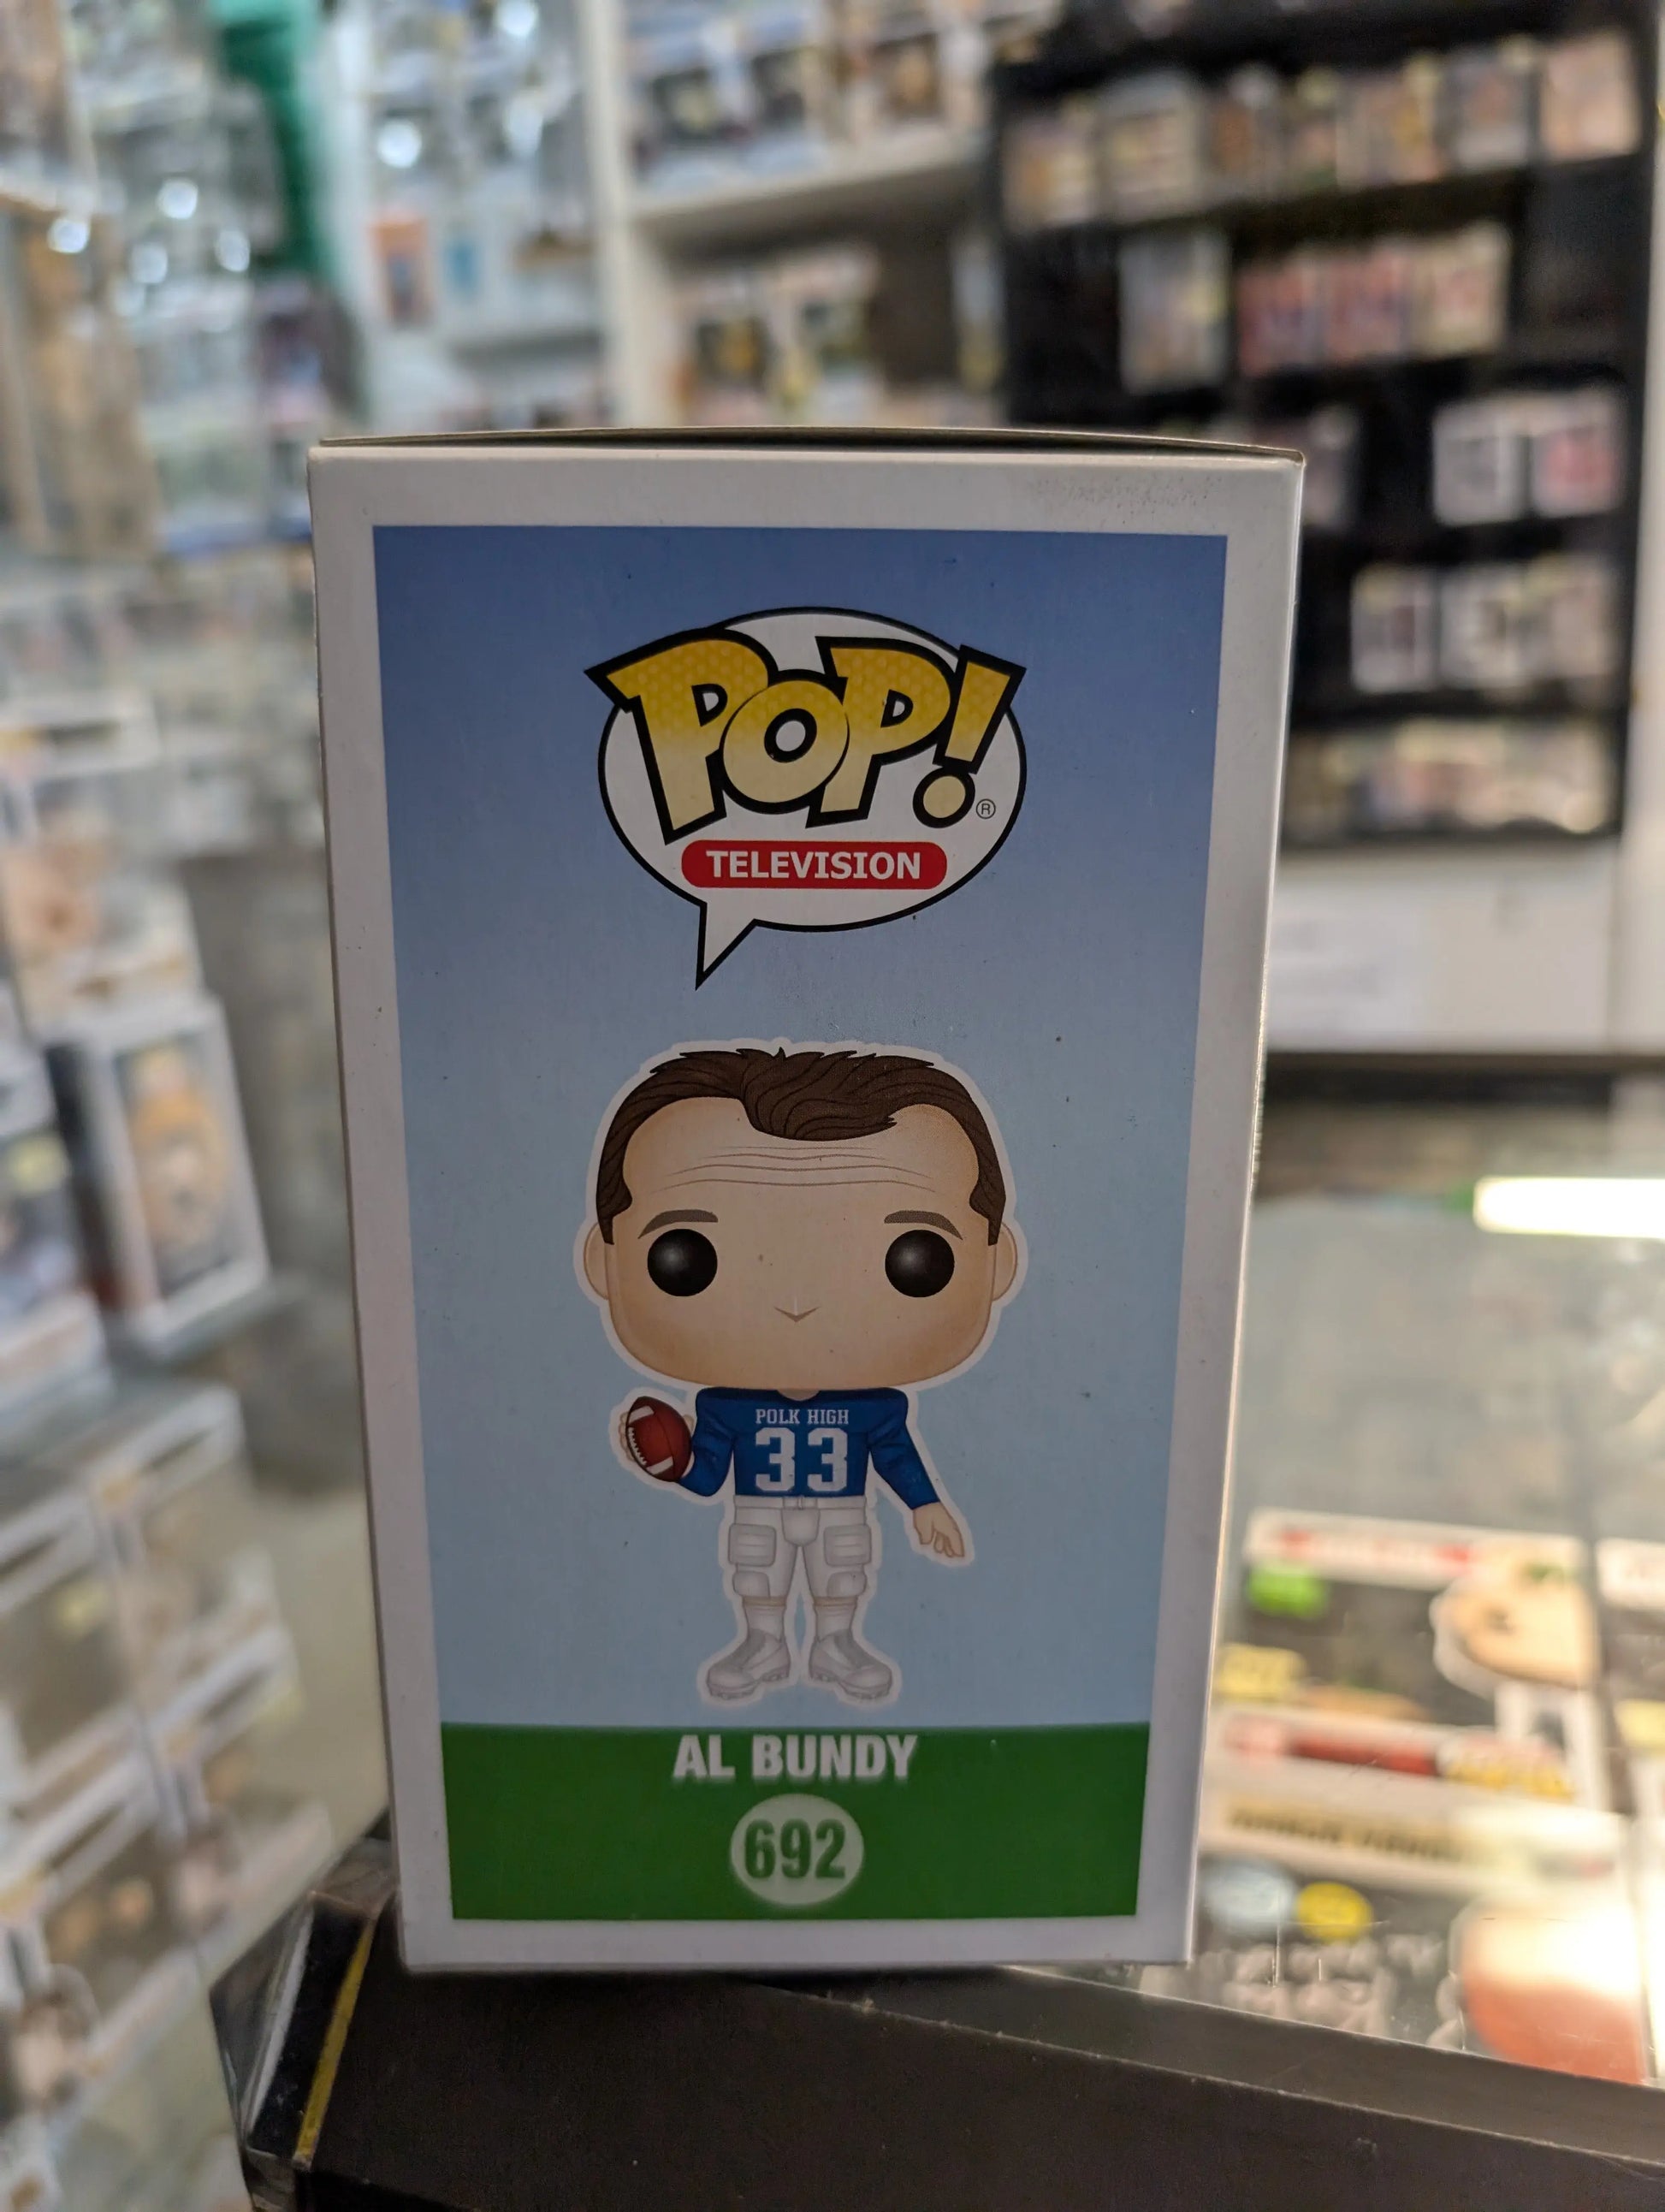 POP!
®
TELEVISION
POLK HIGH
33
AL BUNDY
692